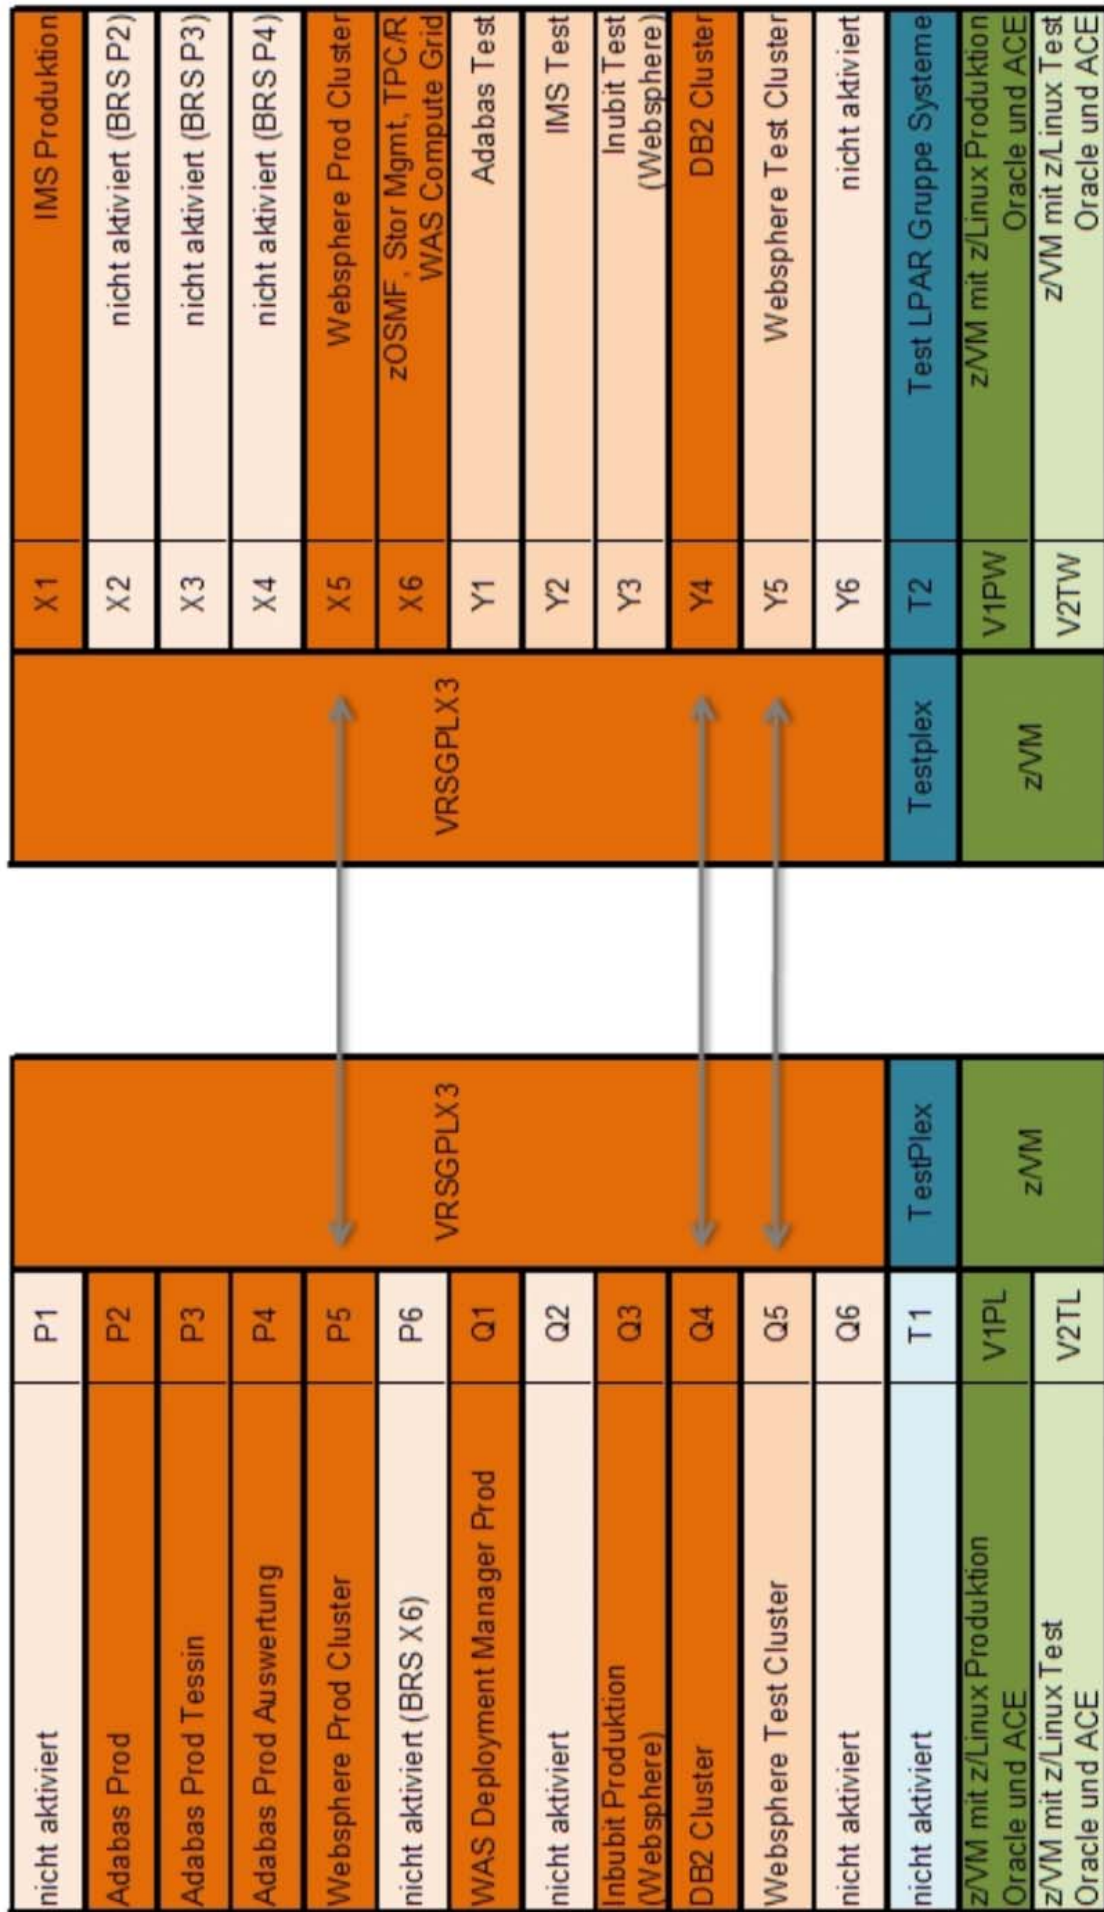 nicht aktiviert
P1
Adabas Prod
P2
Adabas Prod Tessin
P3
Adabas Prod Auswertung
P4
Websphere Prod Cluster
P5
nicht aktiviert (BRS X6)
P6
WAS Deployment Manager Prod
Q1
nicht aktiviert
Q2
Inbubit Produktion
(Websphere)
Q3
DB2 Cluster
Q4
Websphere Test Cluster
Q5
nicht aktiviert
Q6
nicht aktiviert
T1
z/VM mit z/Linux Produktion
Oracle und ACE
V1PL
z/VM mit z/Linux Test
Oracle und ACE
V2TL
VRSGPLX3
TestPlex
z/VM
VRSGPLX3
Testplex
z/VM
X1
IMS Produktion
X2
nicht aktiviert (BRS P2)
X3
nicht aktiviert (BRS P3)
X4
nicht aktiviert (BRS P4)
X5
Websphere Prod Cluster
X6
zOSMF, Stor Mgmt, TPC/R
WAS Compute Grid
Y1
Adabas Test
Y2
IMS Test
Y3
Inubit Test
(Websphere)
Y4
DB2 Cluster
Y5
Websphere Test Cluster
Y6
nicht aktiviert
T2
Test LPAR Gruppe Systeme
V1PW
z/VM mit z/Linux Produktion
Oracle und ACE
V2TW
z/VM mit z/Linux Test
Oracle und ACE